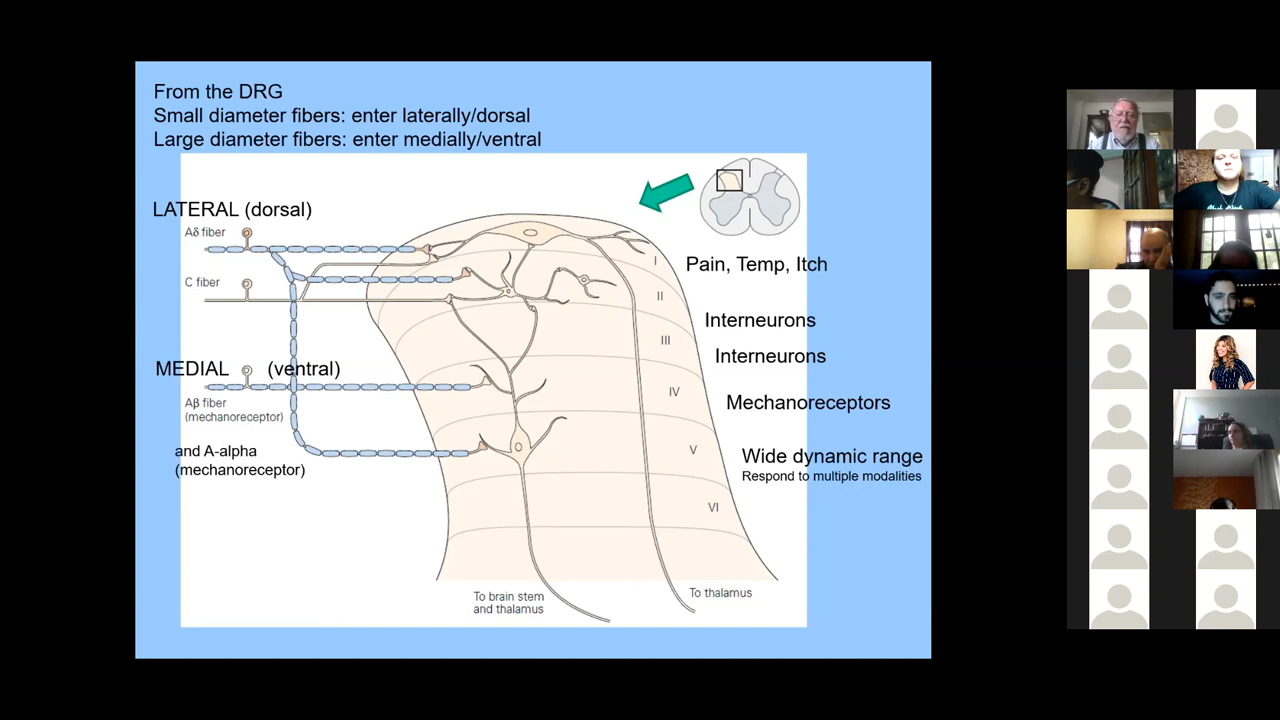 From the DRG
Small diameter fibers: enter laterally/dorsal
Large diameter fibers: enter medially/ventral
LATERAL (dorsal)
Aδ fiber
C fiber
MEDIAL (ventral)
Aβ fiber
(mechanoreceptor)
and A-alpha
(mechanoreceptor)
I
Pain, Temp, Itch
II
Interneurons
III
Interneurons
IV
Mechanoreceptors
V
Wide dynamic range
Respond to multiple modalities
VI
To brain stem
and thalamus
To thalamus